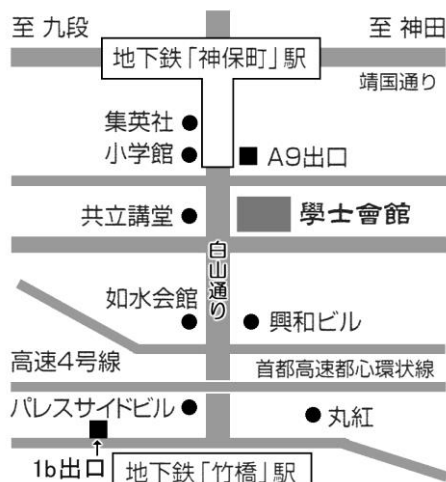 至 九段
至 神田
地下鉄「神保町」駅
靖国通り
集英社
小学館
A9出口
共立講堂
學士會館
白山通り
如水会館
興和ビル
高速4号線
首都高速都心環状線
パレスサイドビル
丸紅
1b出口
地下鉄「竹橋」駅